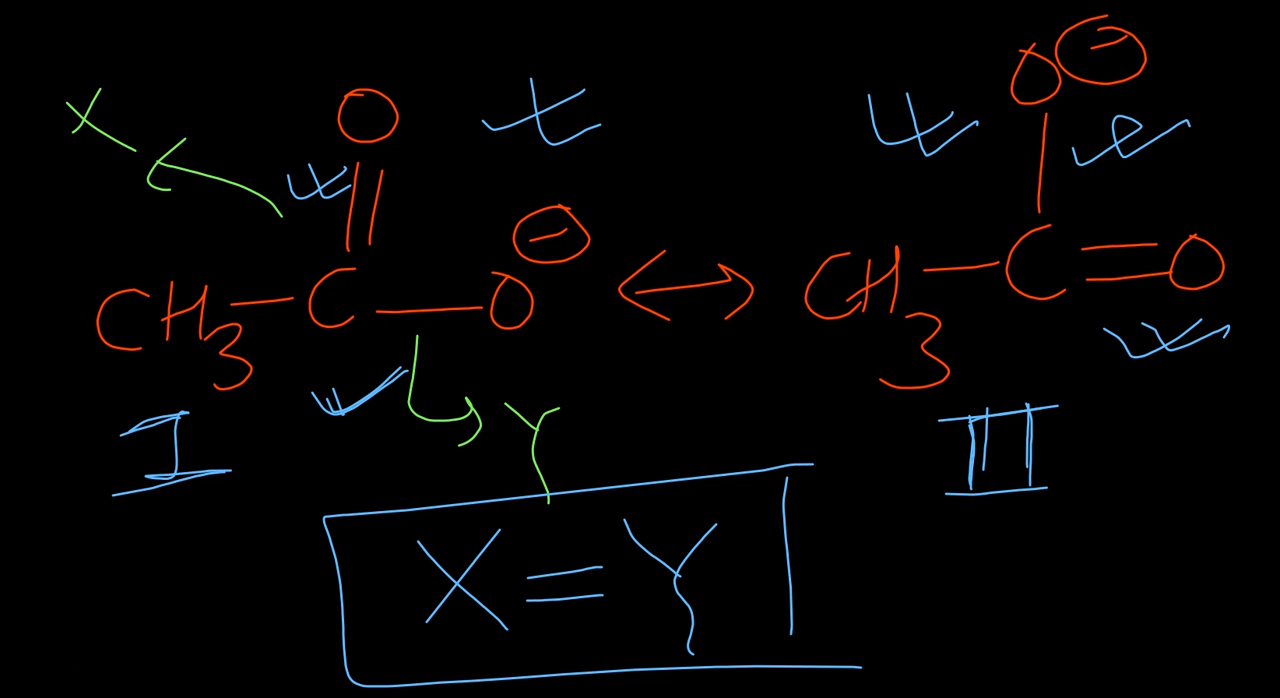 x O O ⊖
CH3 - C - O ⊖ ↔ CH3 - C = O
I Y II
X = Y